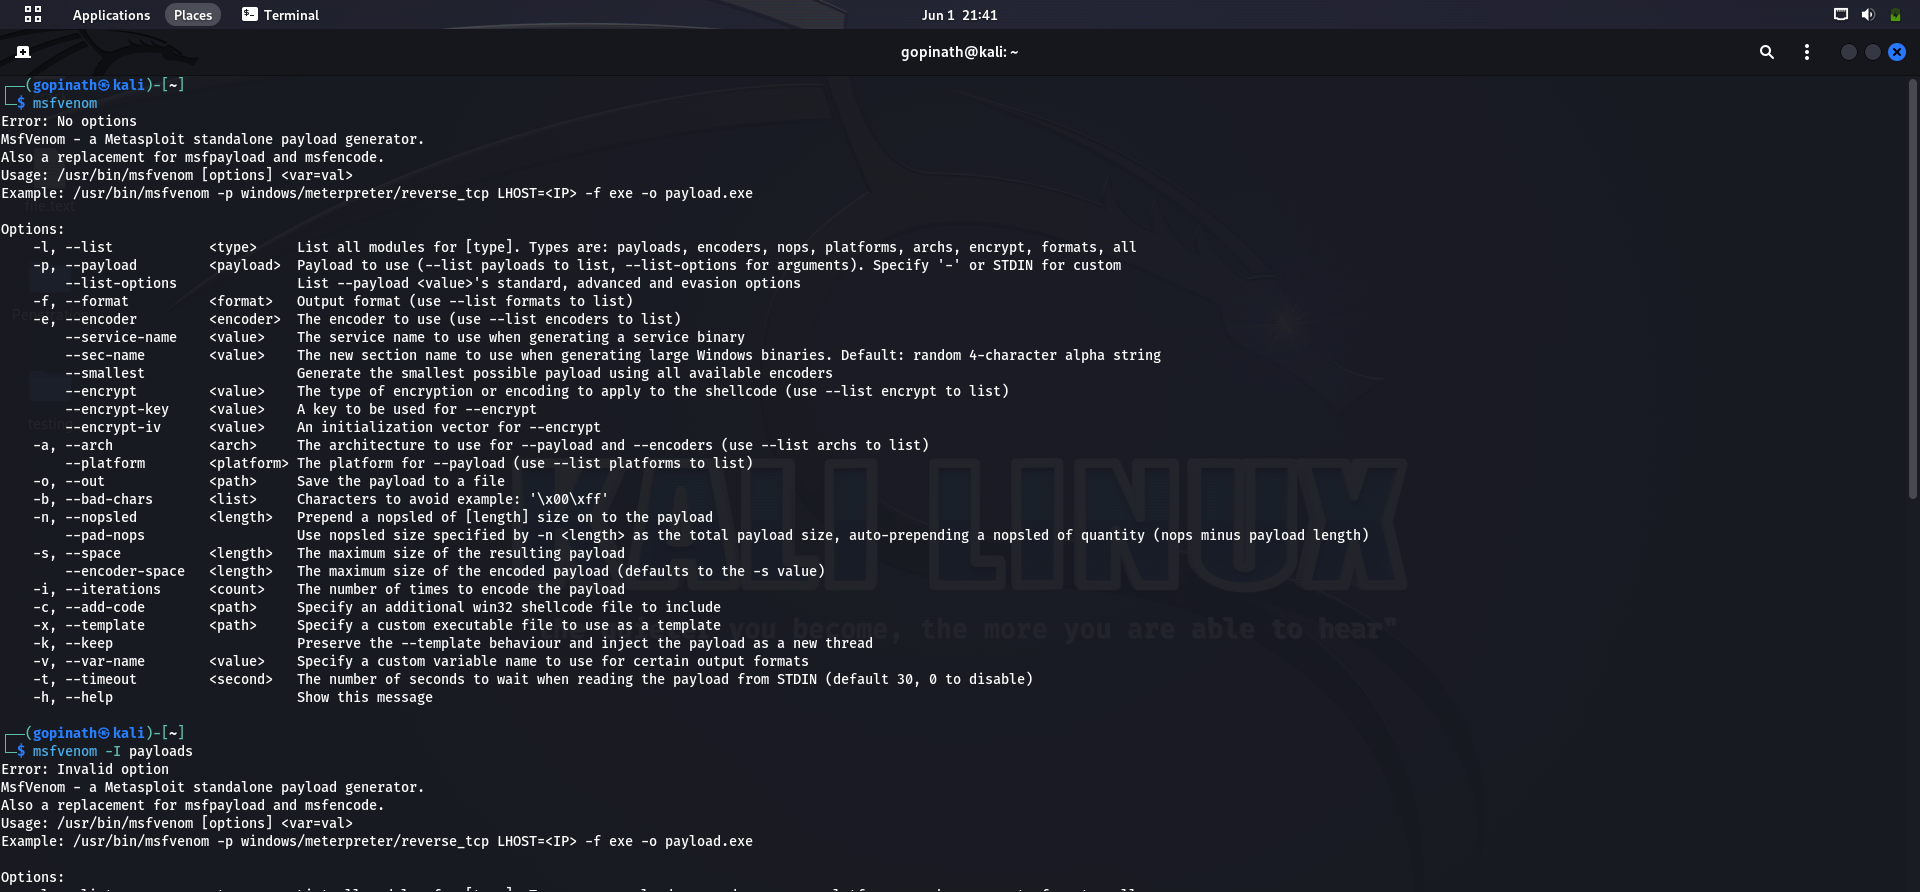 Applications Places Terminal Jun 1 21:41
gopinath@kali: ~
(gopinath㉿kali)-[~]
$ msfvenom
Error: No options
MsfVenom - a Metasploit standalone payload generator.
Also a replacement for msfpayload and msfencode.
Usage: /usr/bin/msfvenom [options] <var=val>
Example: /usr/bin/msfvenom -p windows/meterpreter/reverse_tcp LHOST=<IP> -f exe -o payload.exe
Options:
-l, --list <type> List all modules for [type]. Types are: payloads, encoders, nops, platforms, archs, encrypt, formats, all
-p, --payload <payload> Payload to use (--list payloads to list, --list-options for arguments). Specify '-' or STDIN for custom
--list-options List --payload <value>'s standard, advanced and evasion options
-f, --format <format> Output format (use --list formats to list)
-e, --encoder <encoder> The encoder to use (use --list encoders to list)
--service-name <value> The service name to use when generating a service binary
--sec-name <value> The new section name to use when generating large Windows binaries. Default: random 4-character alpha string
--smallest Generate the smallest possible payload using all available encoders
--encrypt <value> The type of encryption or encoding to apply to the shellcode (use --list encrypt to list)
--encrypt-key <value> A key to be used for --encrypt
--encrypt-iv <value> An initialization vector for --encrypt
-a, --arch <arch> The architecture to use for --payload and --encoders (use --list archs to list)
--platform <platform> The platform for --payload (use --list platforms to list)
-o, --out <path> Save the payload to a file
-b, --bad-chars <list> Characters to avoid example: '\x00\xff'
-n, --nopsled <length> Prepend a nopsled of [length] size on to the payload
--pad-nops Use nopsled size specified by -n <length> as the total payload size, auto-prepending a nopsled of quantity (nops minus payload length)
-s, --space <length> The maximum size of the resulting payload
--encoder-space <length> The maximum size of the encoded payload (defaults to the -s value)
-i, --iterations <count> The number of times to encode the payload
-c, --add-code <path> Specify an additional win32 shellcode file to include
-x, --template <path> Specify a custom executable file to use as a template
-k, --keep Preserve the --template behaviour and inject the payload as a new thread
-v, --var-name <value> Specify a custom variable name to use for certain output formats
-t, --timeout <second> The number of seconds to wait when reading the payload from STDIN (default 30, 0 to disable)
-h, --help Show this message
KALI LINUX
you become, the more you are able to hear"
(gopinath㉿kali)-[~]
$ msfvenom -I payloads
Error: Invalid option
MsfVenom - a Metasploit standalone payload generator.
Also a replacement for msfpayload and msfencode.
Usage: /usr/bin/msfvenom [options] <var=val>
Example: /usr/bin/msfvenom -p windows/meterpreter/reverse_tcp LHOST=<IP> -f exe -o payload.exe
Options: